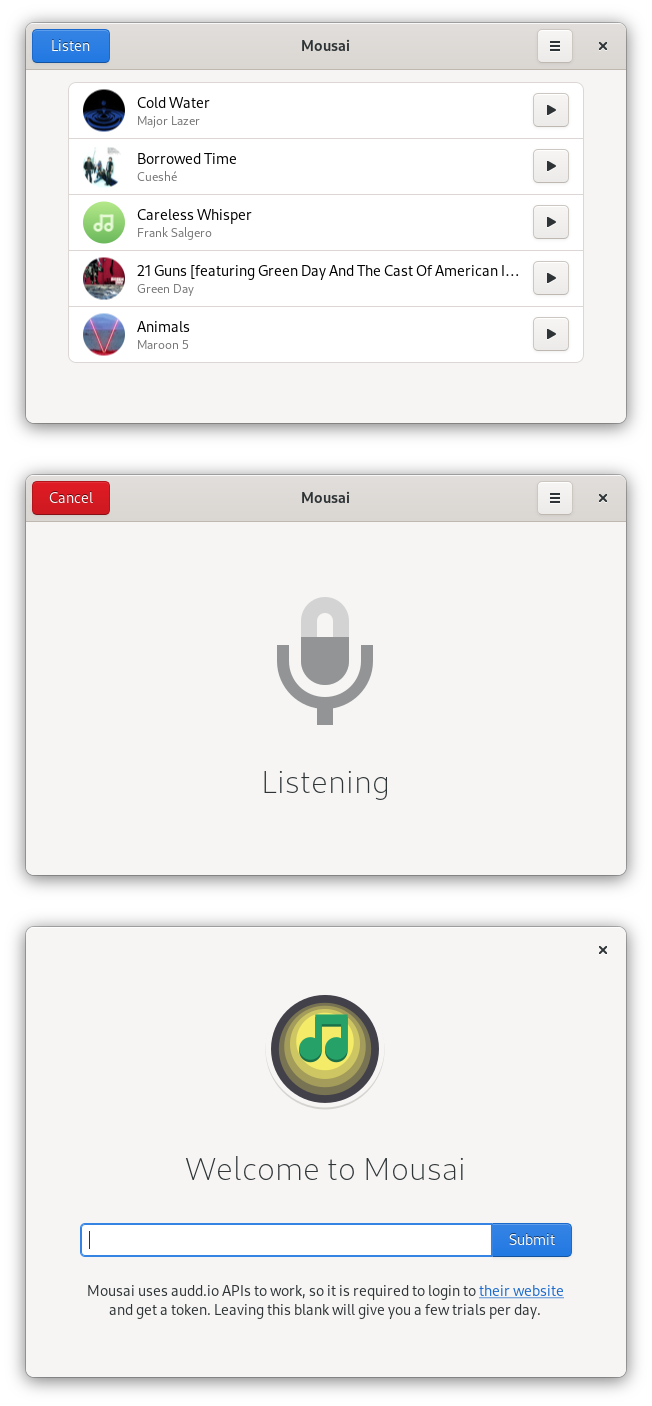 Listen
Mousai
Cold Water
Major Lazer
Borrowed Time
Cueshé
Careless Whisper
Frank Salgero
21 Guns [featuring Green Day And The Cast Of American I...
Green Day
Animals
Maroon 5
Cancel
Mousai
Listening
Welcome to Mousai
Submit
Mousai uses audd.io APIs to work, so it is required to login to their website
and get a token. Leaving this blank will give you a few trials per day.